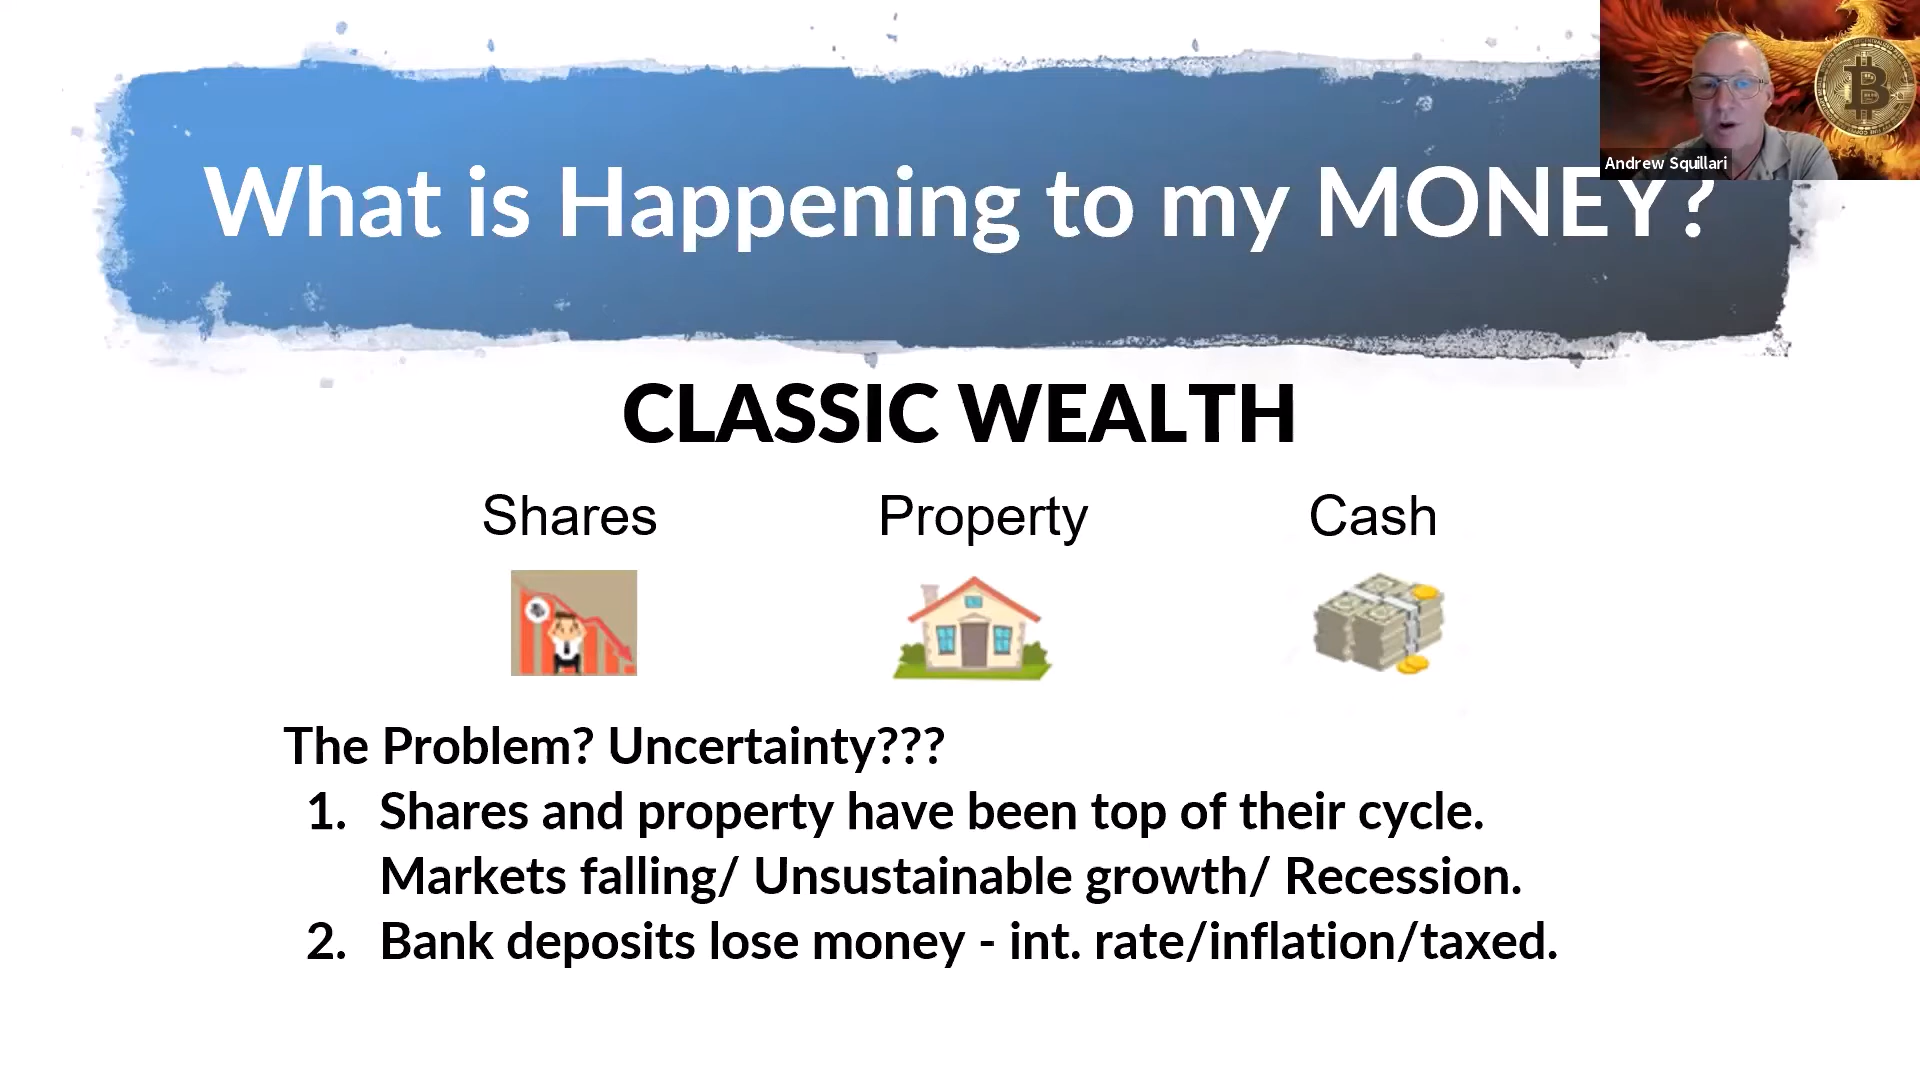 What is Happening to my MONEY?
Andrew Squillari
CLASSIC WEALTH
Shares Property Cash
The Problem? Uncertainty???
1. Shares and property have been top of their cycle.
Markets falling/ Unsustainable growth/ Recession.
2. Bank deposits lose money - int. rate/inflation/taxed.